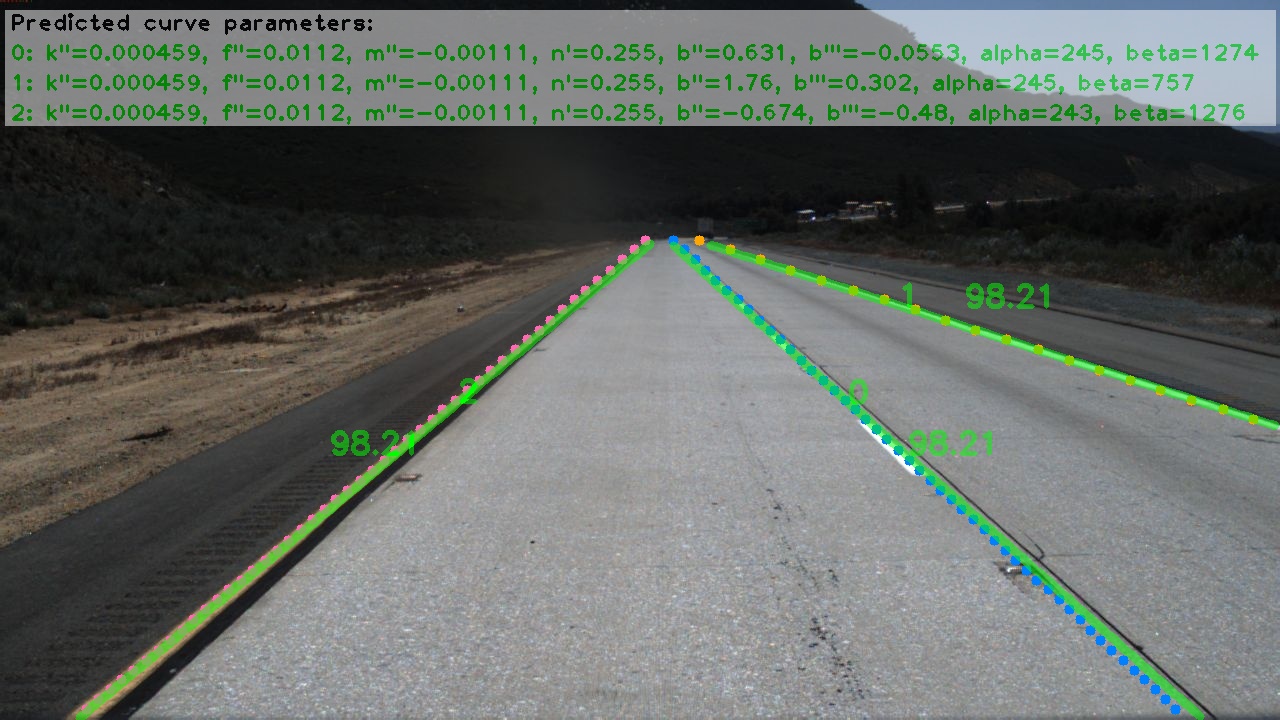 Predicted curve parameters:
0: k"=0.000459, f"=0.0112, m"=-0.00111, n'=0.255, b"=0.631, b'''=-0.0553, alpha=245, beta=1274
1: k"=0.000459, f"=0.0112, m"=-0.00111, n'=0.255, b"=1.76, b'''=0.302, alpha=245, beta=757
2: k"=0.000459, f"=0.0112, m"=-0.00111, n'=0.255, b"=-0.674, b'''=-0.48, alpha=243, beta=1276
1 98.21
2
0
98.21
98.21